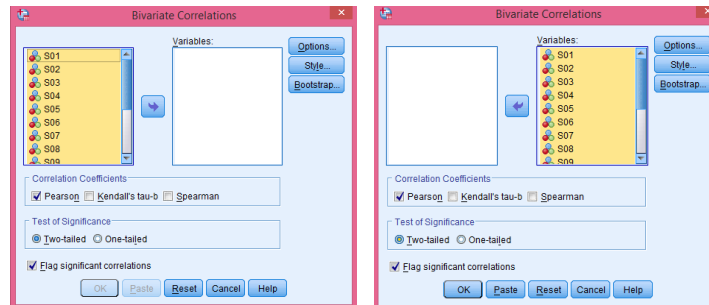 Bivariate Correlations
Variables:
S01
S02
S03
S04
S05
S06
S07
S08
S09
Options...
Style...
Bootstrap...
Correlation Coefficients
Pearson Kendall's tau-b Spearman
Test of Significance
Two-tailed One-tailed
Flag significant correlations
OK Paste Reset Cancel Help
Bivariate Correlations
Variables:
S01
S02
S03
S04
S05
S06
S07
S08
S09
Options...
Style...
Bootstrap...
Correlation Coefficients
Pearson Kendall's tau-b Spearman
Test of Significance
Two-tailed One-tailed
Flag significant correlations
OK Paste Reset Cancel Help